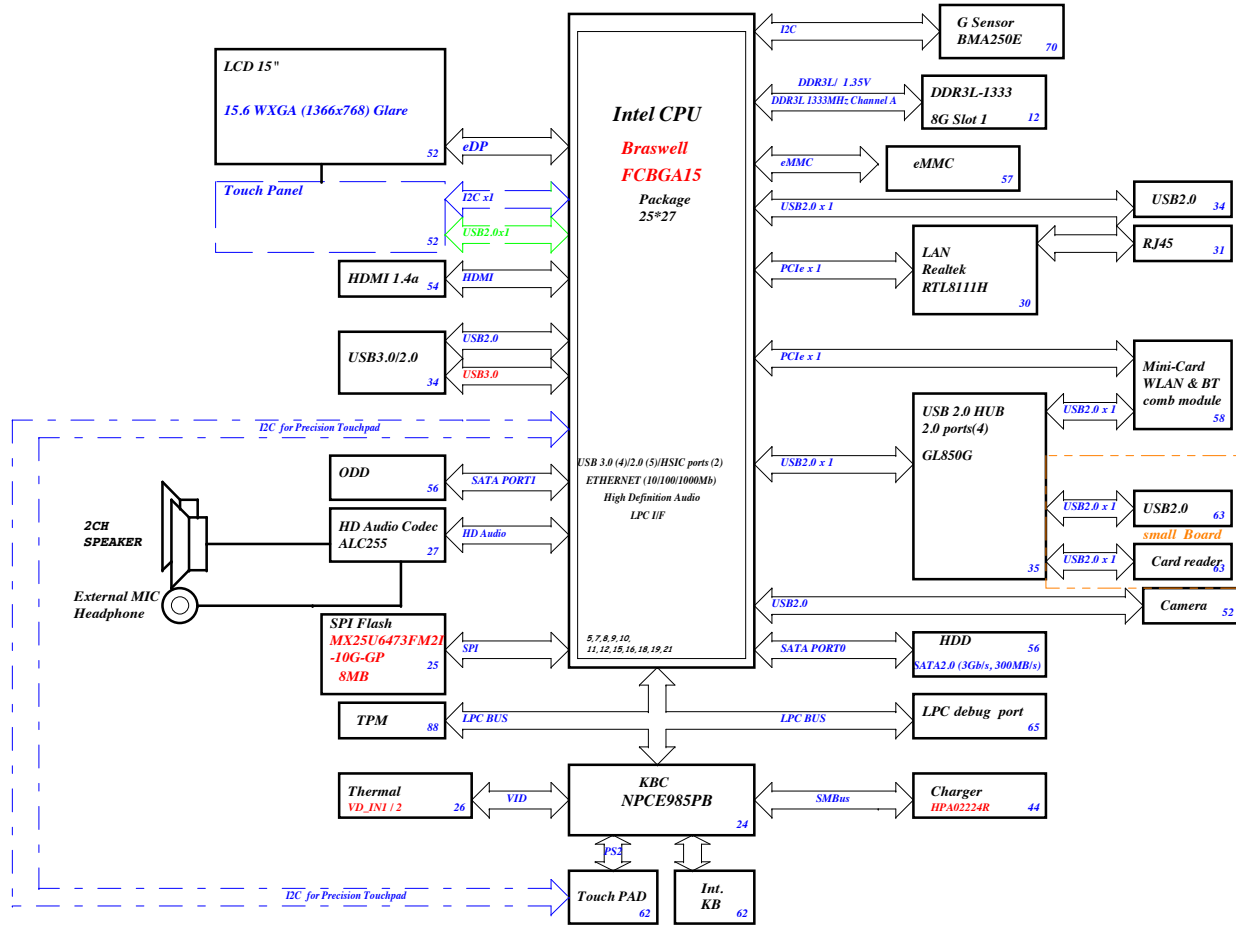 LCD 15"
15.6 WXGA (1366x768) Glare
52
eDP
Touch Panel
52
I2C x1
USB2.0x1
HDMI 1.4a
54
HDMI
USB3.0/2.0
34
USB2.0
USB3.0
I2C for Precision Touchpad
ODD
56
SATA PORT1
2CH
SPEAKER
HD Audio Codec
ALC255
27
HD Audio
External MIC
Headphone
SPI Flash
MX25U6473FM2I
-10G-GP
8MB
25
SPI
TPM
88
LPC BUS
Thermal
VD_IN1 / 2
26
VID
I2C for Precision Touchpad
Intel CPU
Braswell
FCBGA15
Package
25*27
USB 3.0 (4)/2.0 (5)/HSIC ports (2)
ETHERNET (10/100/1000Mb)
High Definition Audio
LPC I/F
5,7,8,9,10,
11,12,15,16,18,19,21
KBC
NPCE985PB
24
PS2
Touch PAD
62
Int.
KB
62
I2C
G Sensor
BMA250E
70
DDR3L/ 1.35V
DDR3L 1333MHz Channel A
DDR3L-1333
8G Slot 1
12
eMMC
eMMC
57
USB2.0 x 1
USB2.0
34
RJ45
31
PCIe x 1
LAN
Realtek
RTL8111H
30
PCIe x 1
Mini-Card
WLAN & BT
comb module
58
USB 2.0 HUB
2.0 ports(4)
GL850G
35
USB2.0 x 1
USB2.0 x 1
USB2.0 x 1
USB2.0
63
small Board
USB2.0 x 1
Card reader
63
USB2.0
Camera
52
SATA PORT0
HDD
56
SATA2.0 (3Gb/s, 300MB/s)
LPC BUS
LPC debug port
65
SMBus
Charger
HPA02224R
44